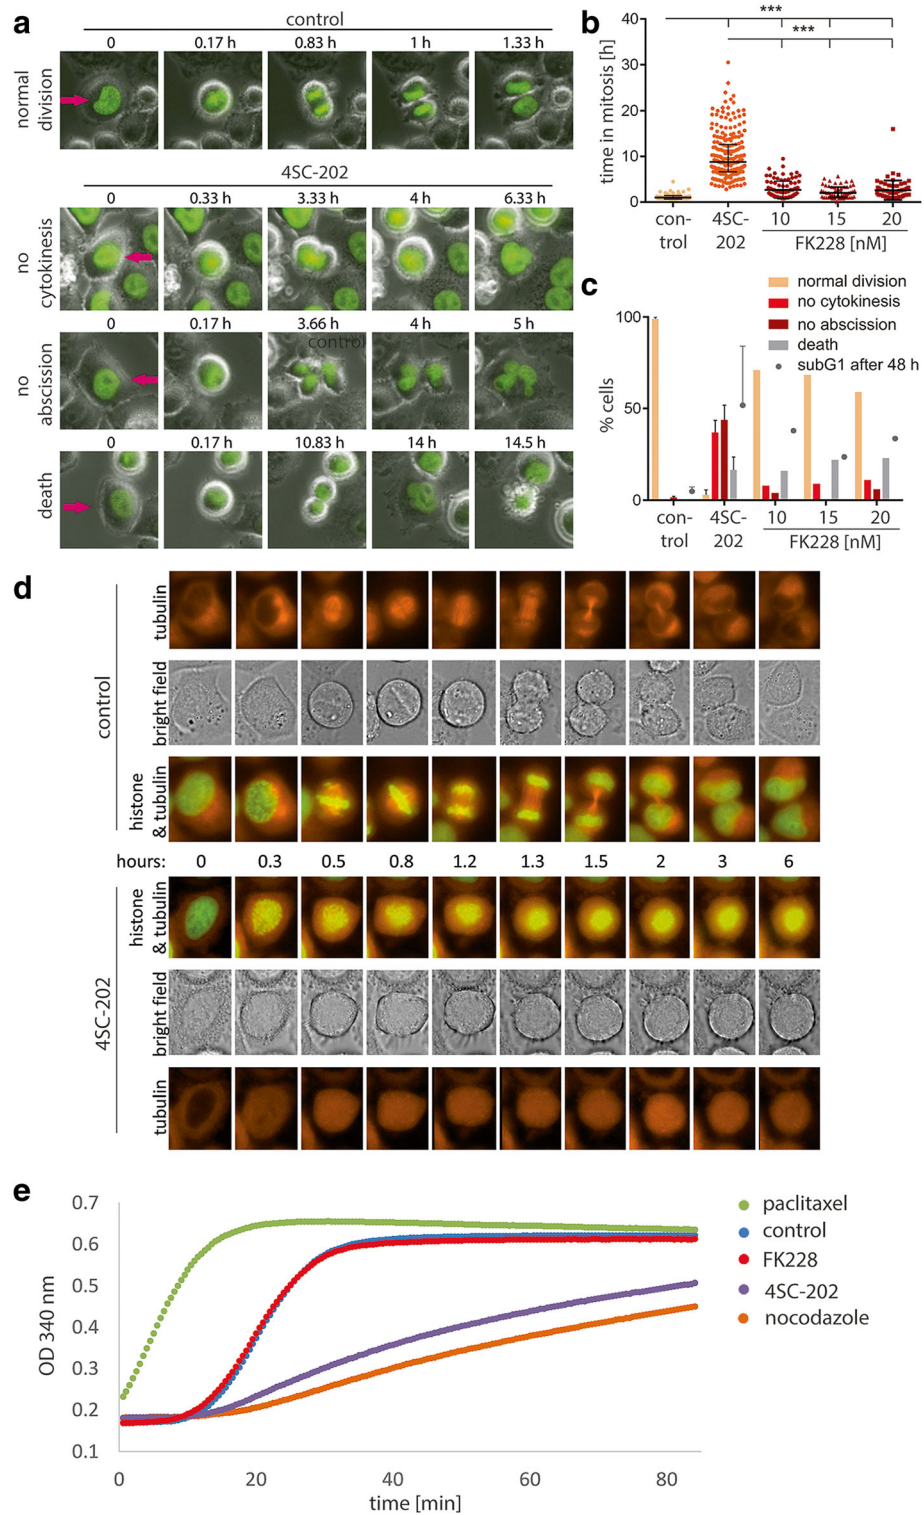 a
control
0 0.17 h 0.83 h 1 h 1.33 h
normal
division
4SC-202
0 0.33 h 3.33 h 4 h 6.33 h
no
cytokinesis
0 0.17 h 3.66 h 4 h 5 h
control
no
abscission
0 0.17 h 10.83 h 14 h 14.5 h
death
b
***
***
time in mitosis [h]
40
30
20
10
0
con-
trol
4SC-
202
10 15 20
FK228 [nM]
c
normal division
no cytokinesis
no abscission
death
subG1 after 48 h
% cells
100
50
0
con-
trol
4SC-
202
10 15 20
FK228 [nM]
d
control
tubulin
bright field
histone
& tubulin
hours: 0 0.3 0.5 0.8 1.2 1.3 1.5 2 3 6
4SC-202
histone
& tubulin
bright field
tubulin
e
OD 340 nm
0.7
0.6
0.5
0.4
0.3
0.2
0.1
0 20 40 60 80
time [min]
paclitaxel
control
FK228
4SC-202
nocodazole